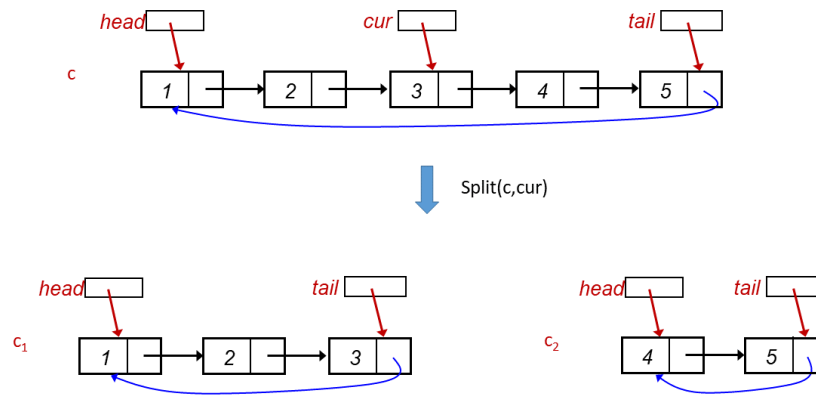 head cur tail
c
1 2 3 4 5
Split(c,cur)
head tail head tail
c₁ c₂
1 2 3 4 5